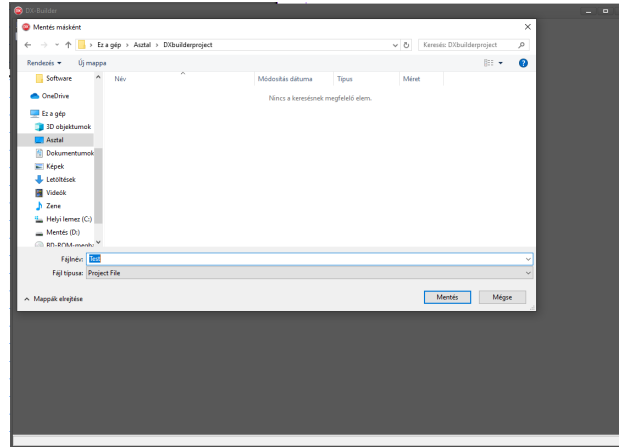 DX-Builder
Mentés másként
Ez a gép › Asztal › DXbuilderproject
Keresés: DXbuilderproject
Rendezés
Új mappa
Név
Módosítás dátuma
Típus
Méret
Nincs a keresésnek megfelelő elem.
Software
OneDrive
Ez a gép
3D objektumok
Asztal
Dokumentumok
Képek
Letöltések
Videók
Zene
Helyi lemez (C:)
Mentés (D:)
Fájlnév:
Fájl típusa: Project File
Mappák elrejtése
Mentés
Mégse